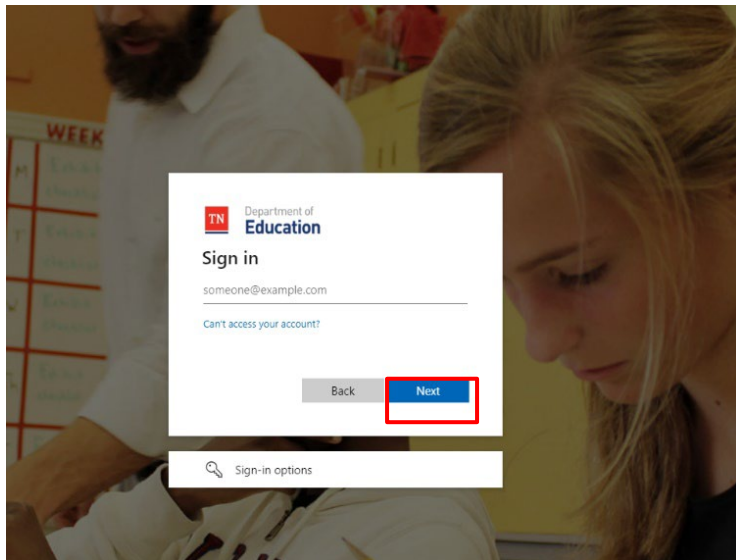 WEEK
M
TN
Department of
Education
Sign in
someone@example.com
Can't access your account?
Back
Next
Sign-in options